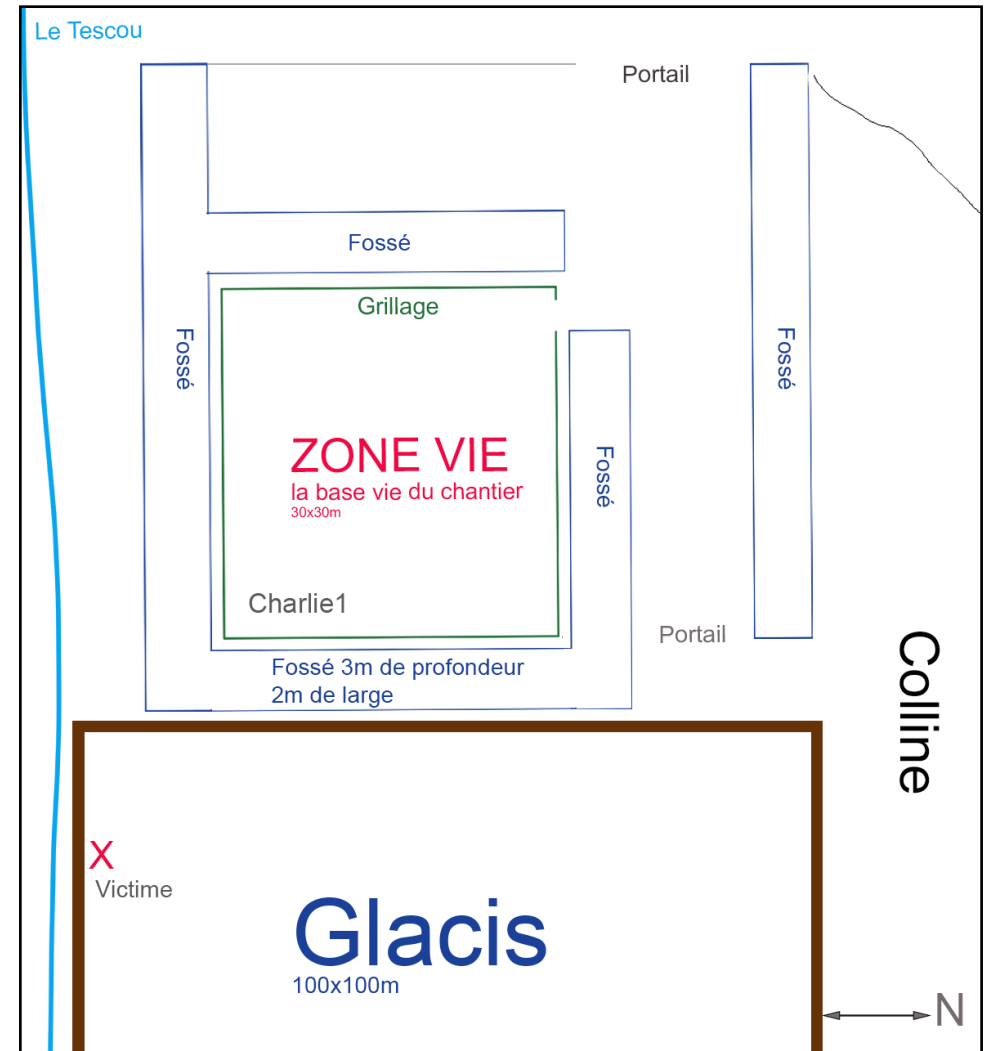 Le Tescou
Portail
Fossé
Grillage
Fossé
Fossé
ZONE VIE
la base vie du chantier
30x30m
Fossé
Charlie1
Portail
Fossé 3m de profondeur
2m de large
Colline
X
Victime
Glacis
100x100m
N